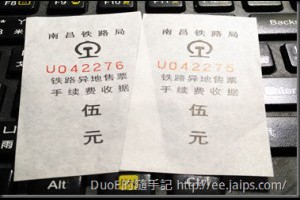 南昌铁路局
U042276
铁路异地售票
手续费收据
伍
元
南昌铁路局
U042275
铁路异地售票
手续费收据
伍
元
Alt
Ctrl
DuoE的隨手記 http://ee.jaips.com/